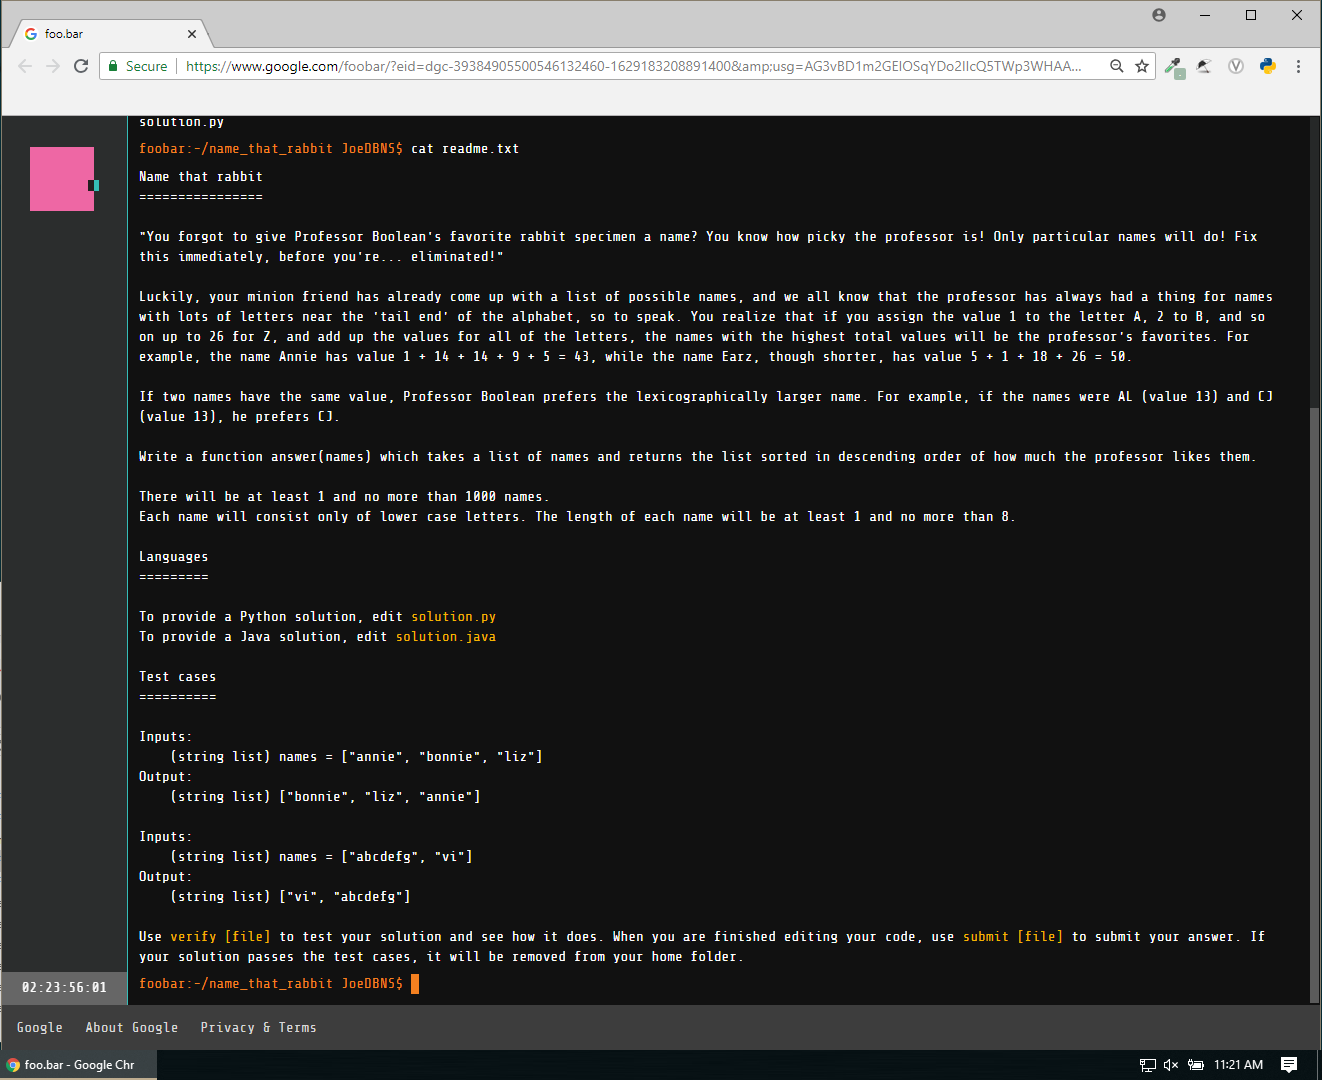 foo.bar
Secure
https://www.google.com/foobar/?eid=dgc-39384905500546132460-1629183208891400&amp;usg=AG3vBD1m2GEIOSqYDo2IIcQ5TWp3WHAA...
solution.py
foobar:~/name_that_rabbit JoeDBNS$ cat readme.txt
Name that rabbit
================
"You forgot to give Professor Boolean's favorite rabbit specimen a name? You know how picky the professor is! Only particular names will do! Fix
this immediately, before you're... eliminated!"
Luckily, your minion friend has already come up with a list of possible names, and we all know that the professor has always had a thing for names
with lots of letters near the 'tail end' of the alphabet, so to speak. You realize that if you assign the value 1 to the letter A, 2 to B, and so
on up to 26 for Z, and add up the values for all of the letters, the names with the highest total values will be the professor's favorites. For
example, the name Annie has value 1 + 14 + 14 + 9 + 5 = 43, while the name Earz, though shorter, has value 5 + 1 + 18 + 26 = 50.
If two names have the same value, Professor Boolean prefers the lexicographically larger name. For example, if the names were AL (value 13) and CJ
(value 13), he prefers CJ.
Write a function answer(names) which takes a list of names and returns the list sorted in descending order of how much the professor likes them.
There will be at least 1 and no more than 1000 names.
Each name will consist only of lower case letters. The length of each name will be at least 1 and no more than 8.
Languages
=========
To provide a Python solution, edit solution.py
To provide a Java solution, edit solution.java
Test cases
==========
Inputs:
(string list) names = ["annie", "bonnie", "liz"]
Output:
(string list) ["bonnie", "liz", "annie"]
Inputs:
(string list) names = ["abcdefg", "vi"]
Output:
(string list) ["vi", "abcdefg"]
Use verify [file] to test your solution and see how it does. When you are finished editing your code, use submit [file] to submit your answer. If
your solution passes the test cases, it will be removed from your home folder.
02:23:56:01
foobar:~/name_that_rabbit JoeDBNS$
Google About Google Privacy & Terms
foo.bar - Google Chr
11:21 AM